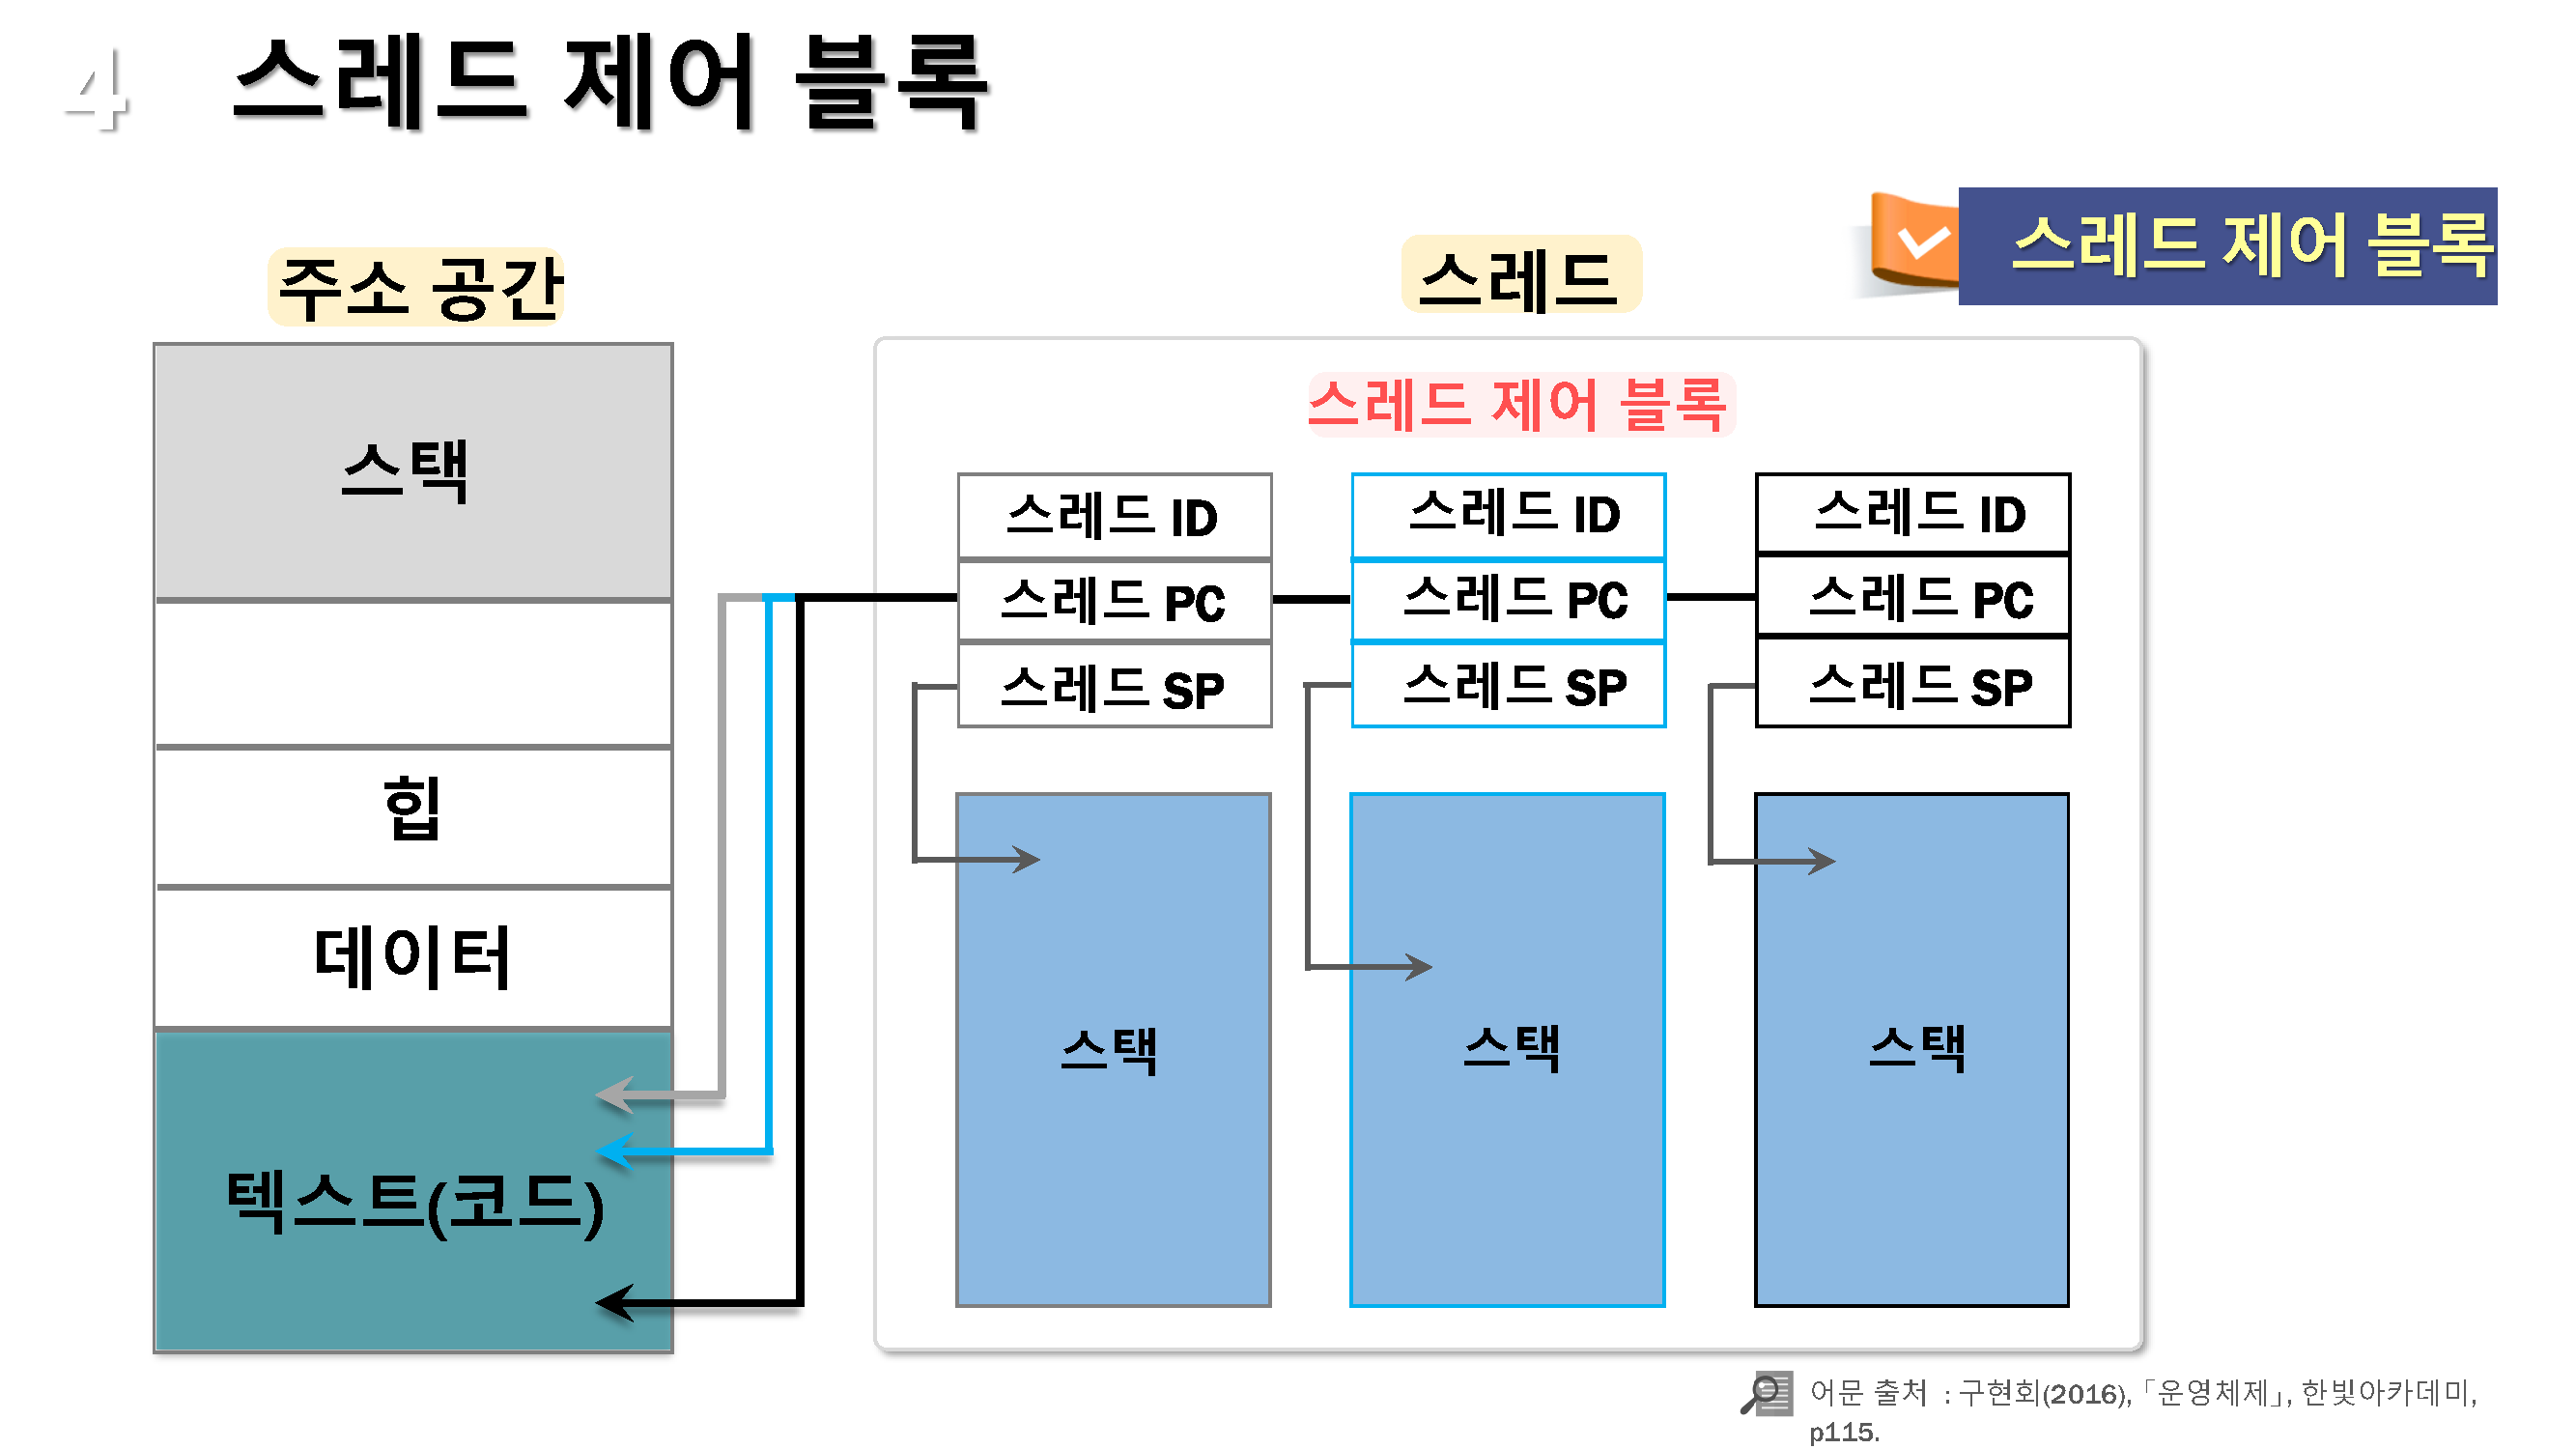 4 스레드 제어 블록
스레드 제어 블록
주소 공간
스택
힙
데이터
텍스트(코드)
스레드
스레드 제어 블록
스레드 ID
스레드 PC
스레드 SP
스택
스레드 ID
스레드 PC
스레드 SP
스택
스레드 ID
스레드 PC
스레드 SP
스택
어문 출처 : 구현회(2016), 「운영체제」, 한빛아카데미,
p115.